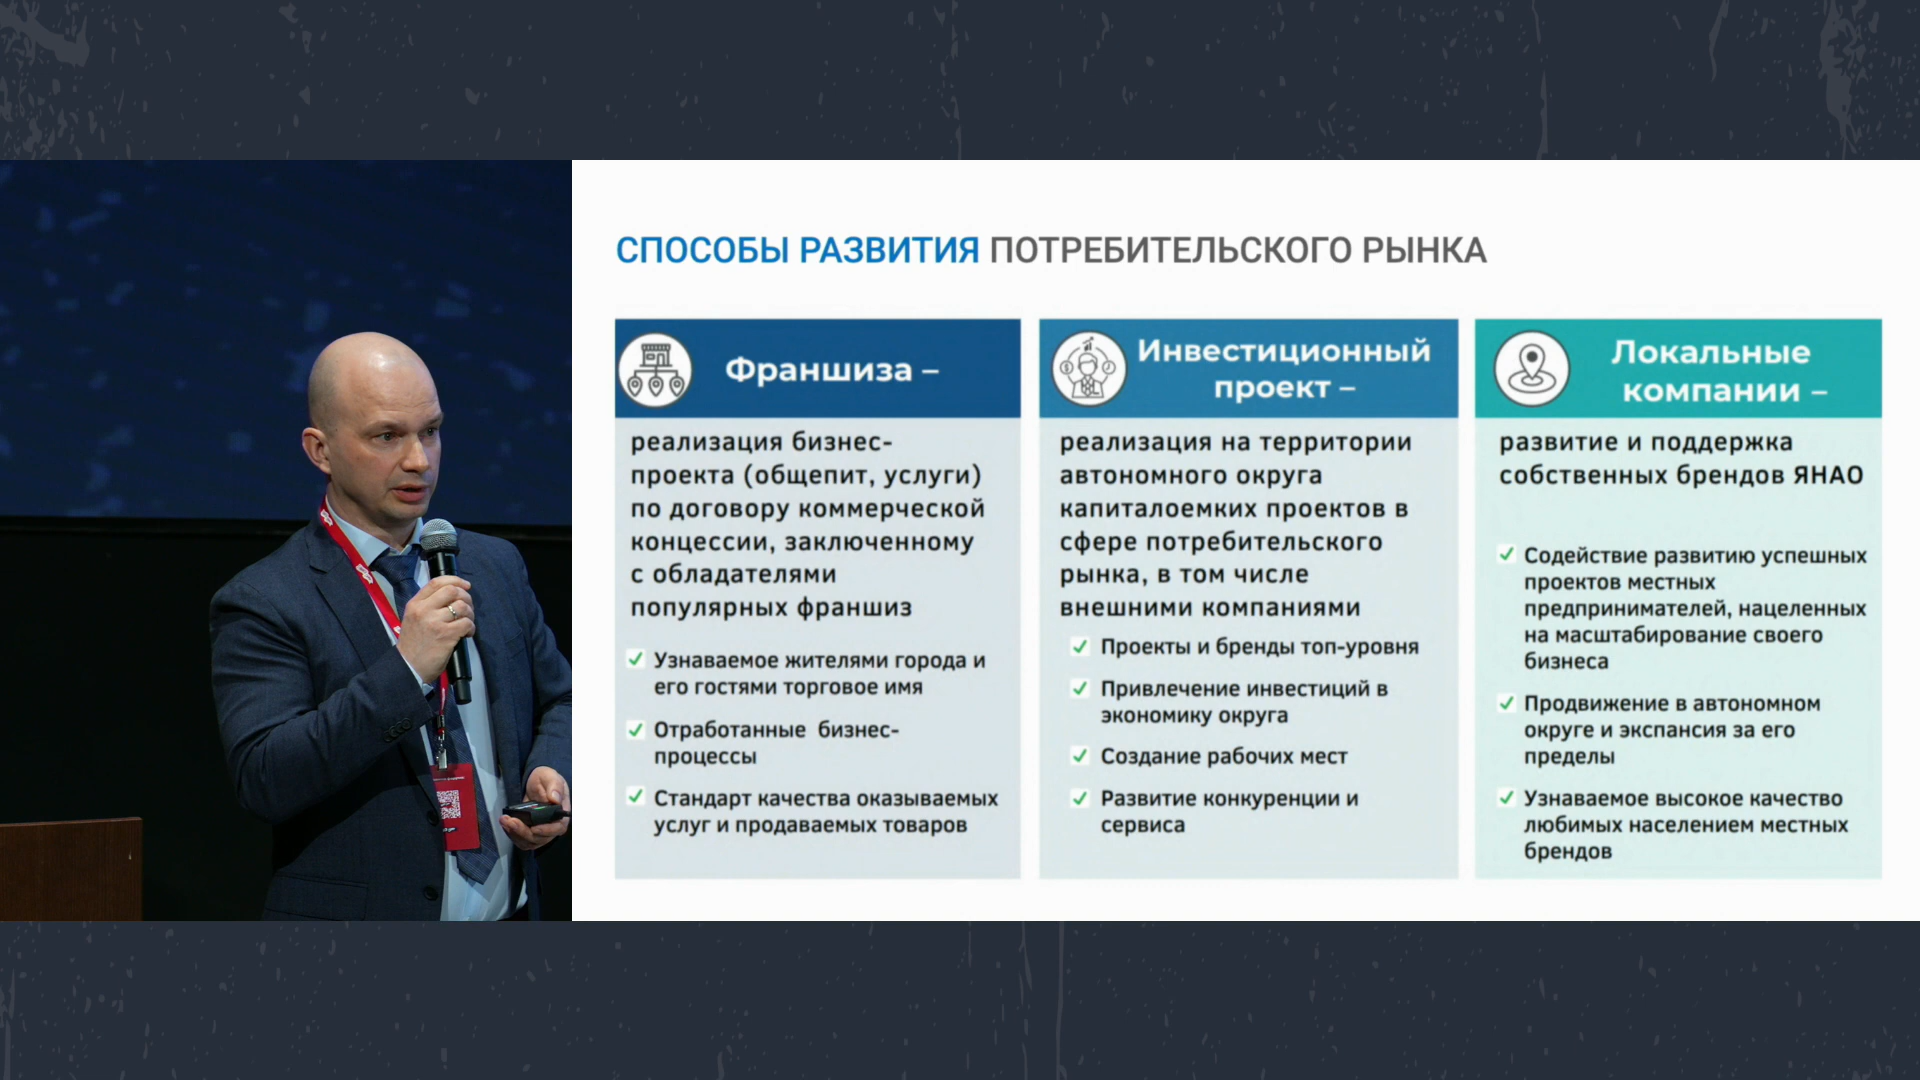 СПОСОБЫ РАЗВИТИЯ ПОТРЕБИТЕЛЬСКОГО РЫНКА
Франшиза –
реализация бизнес-
проекта (общепит, услуги)
по договору коммерческой
концессии, заключенному
с обладателями
популярных франшиз
Узнаваемое жителями города и
его гостями торговое имя
Отработанные бизнес-
процессы
Стандарт качества оказываемых
услуг и продаваемых товаров
Инвестиционный
проект –
реализация на территории
автономного округа
капиталоемких проектов в
сфере потребительского
рынка, в том числе
внешними компаниями
Проекты и бренды топ-уровня
Привлечение инвестиций в
экономику округа
Создание рабочих мест
Развитие конкуренции и
сервиса
Локальные
компании –
развитие и поддержка
собственных брендов ЯНАО
Содействие развитию успешных
проектов местных
предпринимателей, нацеленных
на масштабирование своего
бизнеса
Продвижение в автономном
округе и экспансия за его
пределы
Узнаваемое высокое качество
любимых населением местных
брендов